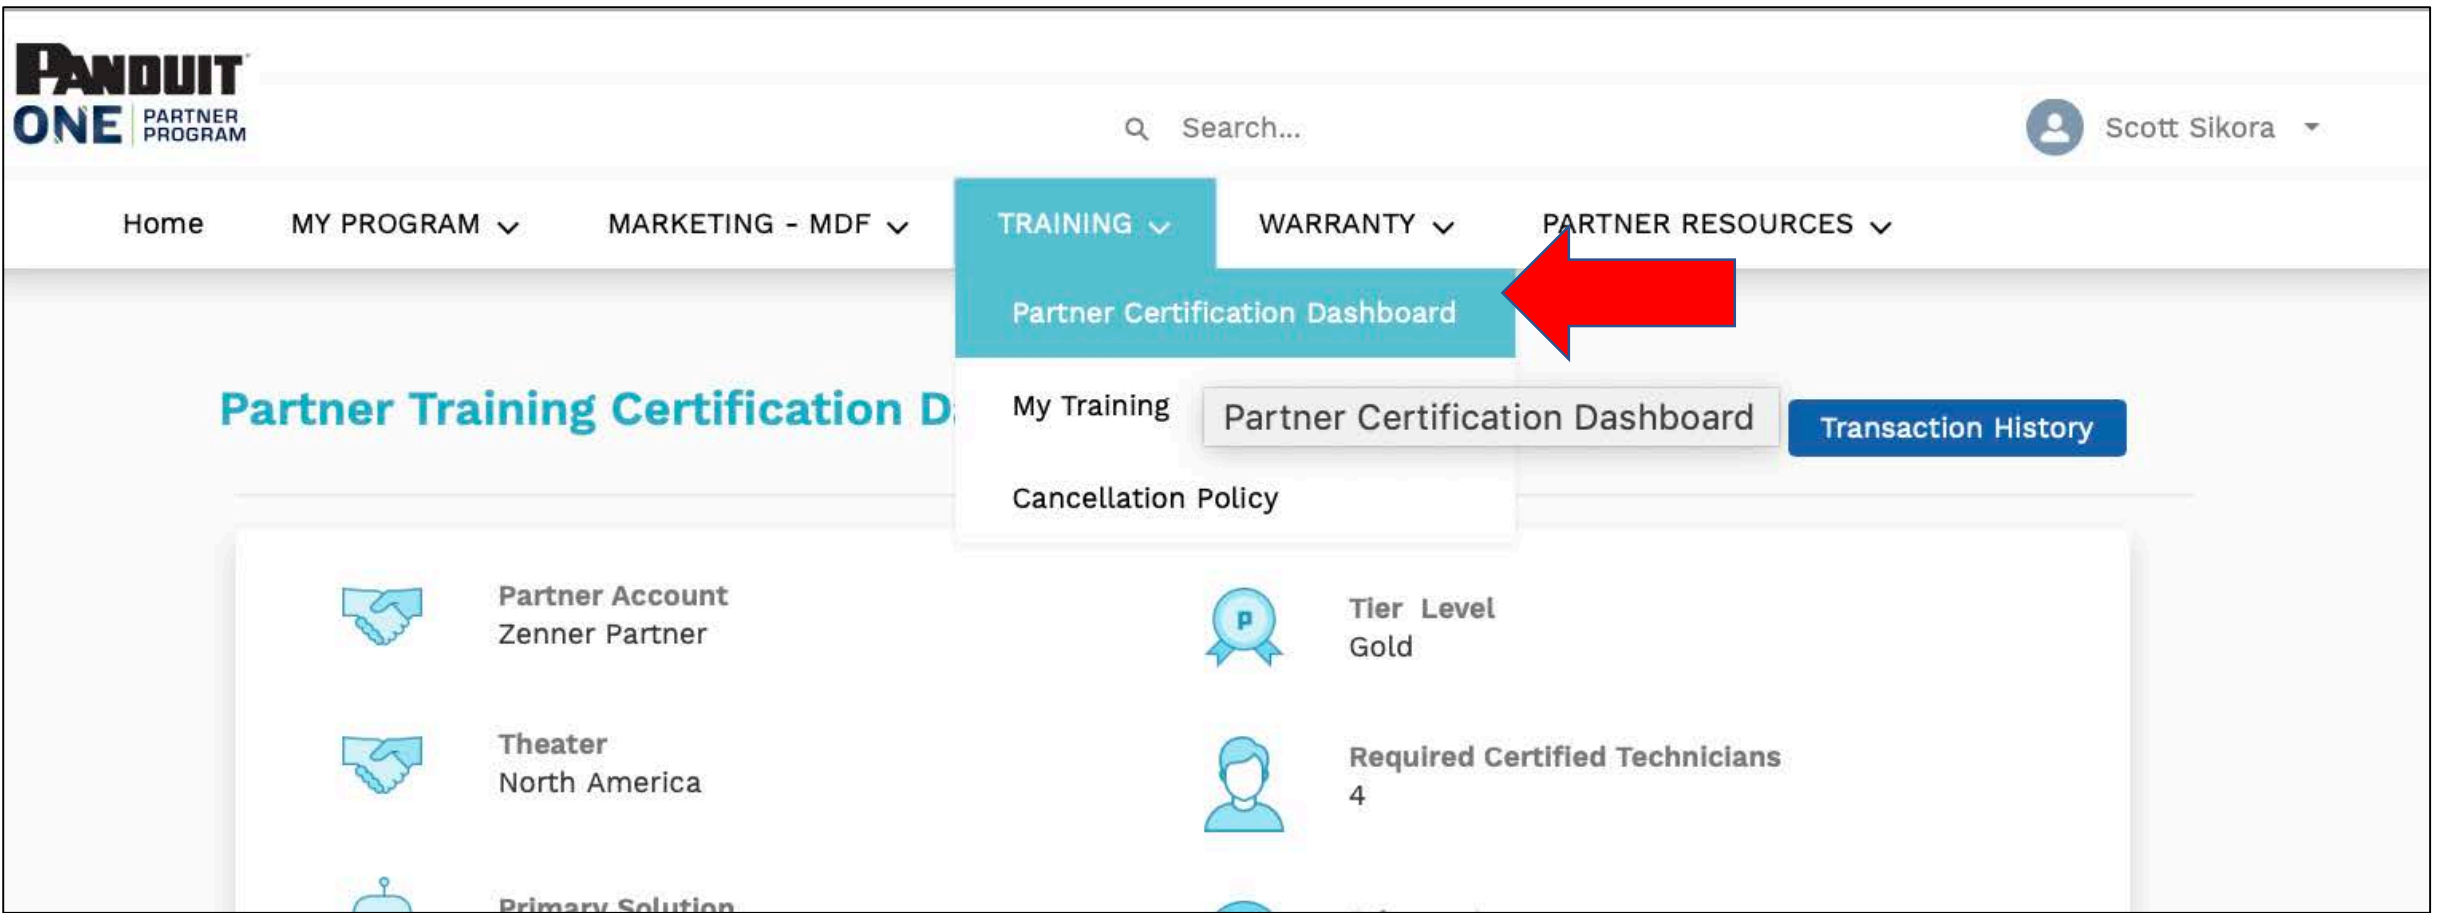 PANDUIT
ONE PARTNER PROGRAM
Search...
Scott Sikora
Home MY PROGRAM MARKETING - MDF TRAINING WARRANTY PARTNER RESOURCES
Partner Certification Dashboard
Partner Training Certification D
My Training
Partner Certification Dashboard
Transaction History
Cancellation Policy
Partner Account
Zenner Partner
P
Tier Level
Gold
Theater
North America
Required Certified Technicians
4
Primary Solution